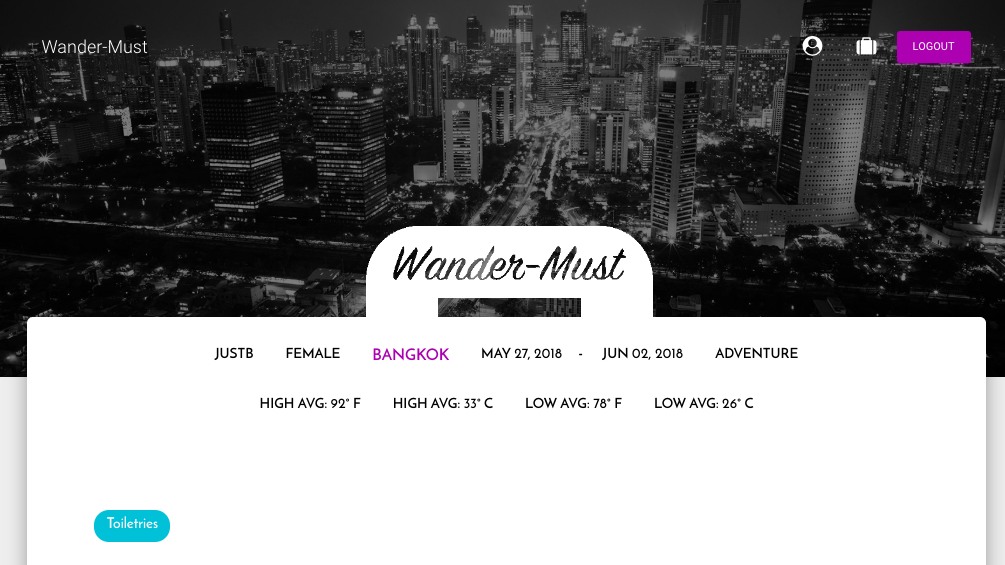 Wander-Must
LOGOUT
Wander-Must
JUSTB FEMALE BANGKOK MAY 27, 2018 - JUN 02, 2018 ADVENTURE
HIGH AVG: 92° F HIGH AVG: 33° C LOW AVG: 78° F LOW AVG: 26° C
Toiletries